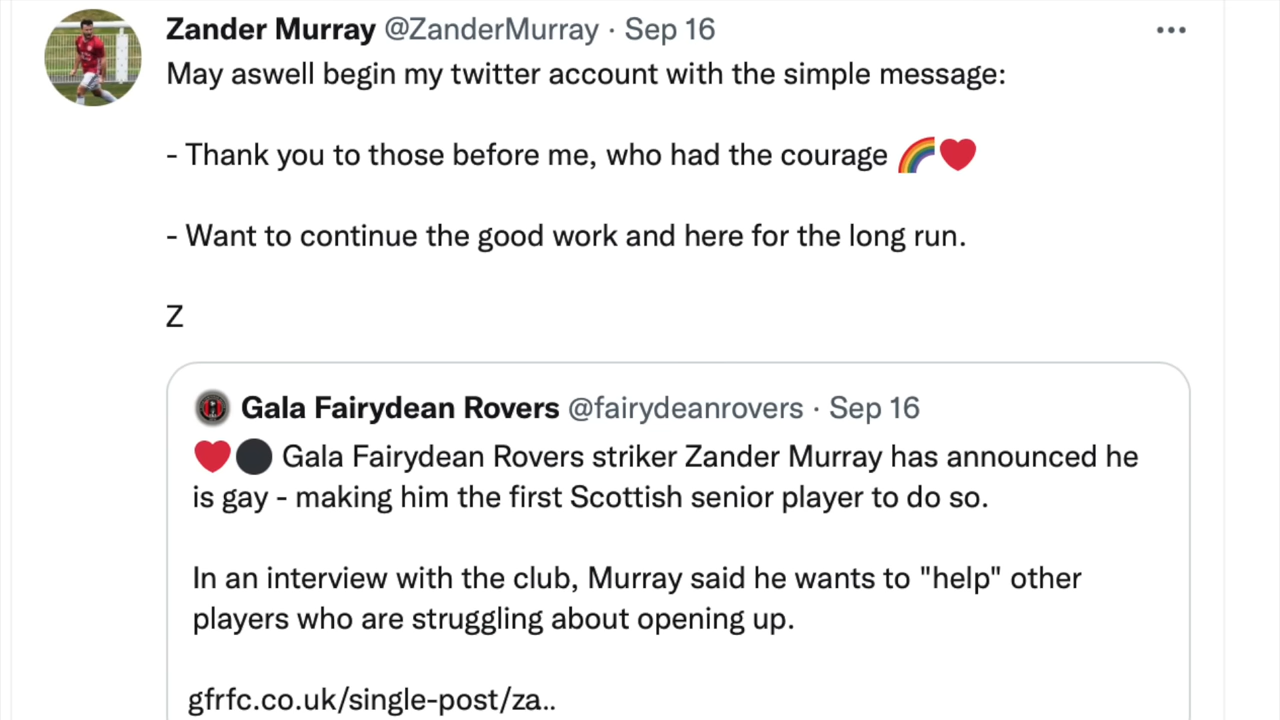 Zander Murray @ZanderMurray · Sep 16
May aswell begin my twitter account with the simple message:
- Thank you to those before me, who had the courage 🌈❤️
- Want to continue the good work and here for the long run.
Z
Gala Fairydean Rovers @fairydeanrovers · Sep 16
❤️⚫ Gala Fairydean Rovers striker Zander Murray has announced he
is gay - making him the first Scottish senior player to do so.
In an interview with the club, Murray said he wants to "help" other
players who are struggling about opening up.
gfrfc.co.uk/single-post/za..